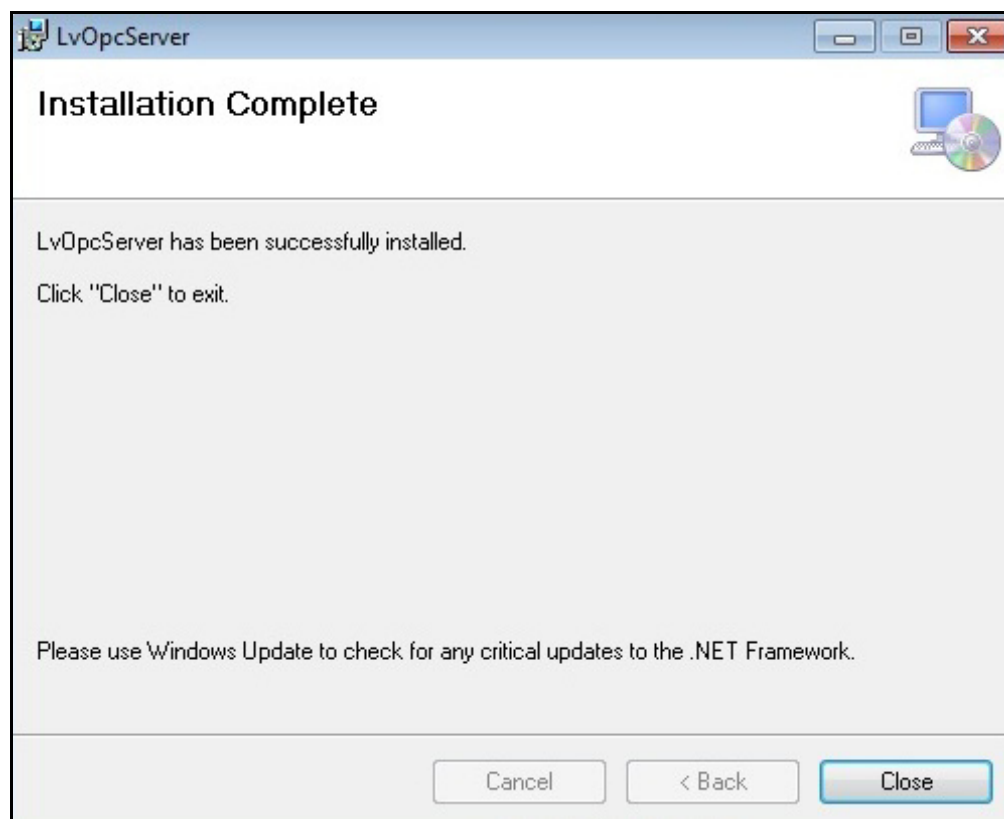 LvOpcServer
Installation Complete
LvOpcServer has been successfully installed.
Click "Close" to exit.
Please use Windows Update to check for any critical updates to the .NET Framework.
Cancel
< Back
Close